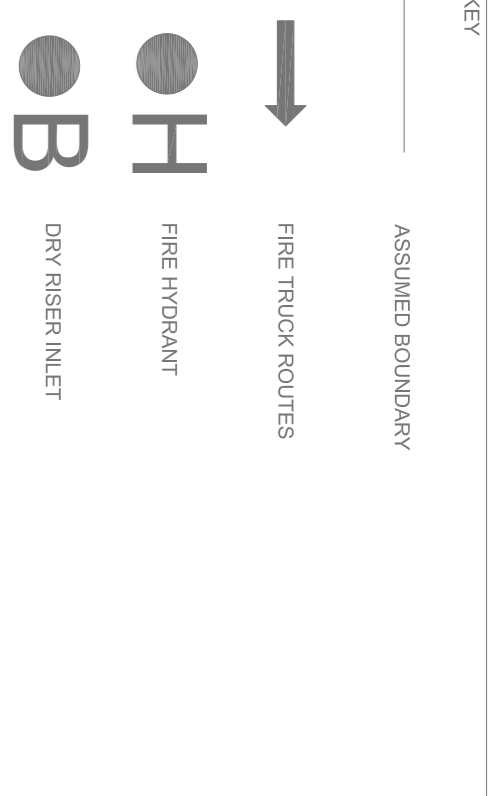 KEY
ASSUMED BOUNDARY
FIRE TRUCK ROUTES
H FIRE HYDRANT
B DRY RISER INLET